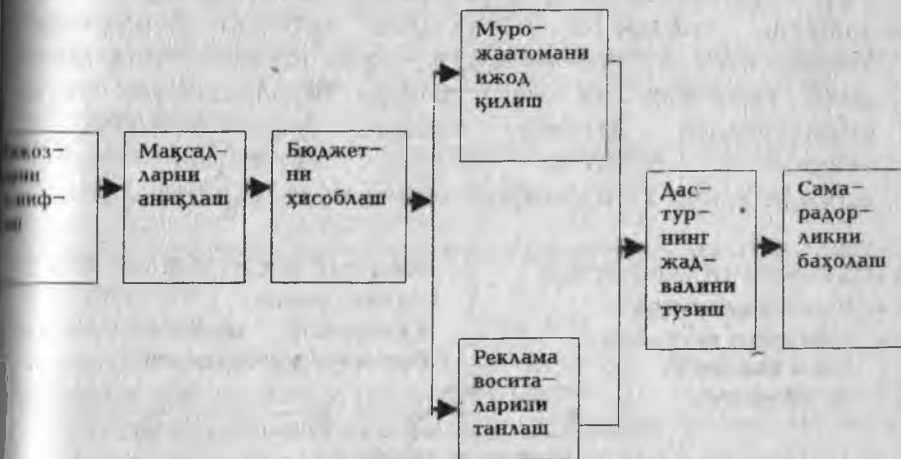 Муро–
жаатомани
ижод
қилиш
Мақсад–
ларни
аниқлаш
Бюджет–
ни
ҳисоблаш
Дас–
тур–
нинг
жад–
валини
тузиш
Сама–
радор–
ликни
баҳолаш
Реклама
восита–
ларини
танлаш